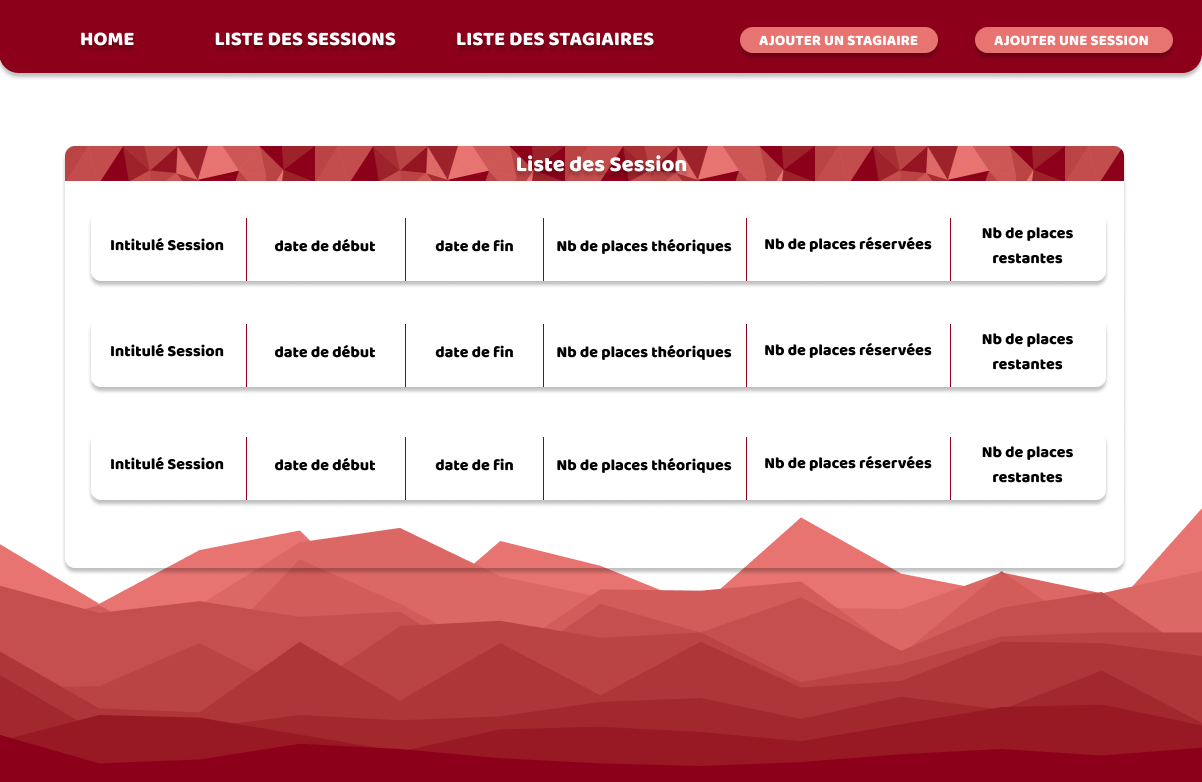 HOME LISTE DES SESSIONS LISTE DES STAGIAIRES AJOUTER UN STAGIAIRE AJOUTER UNE SESSION
Liste des Session
Intitulé Session date de début date de fin Nb de places théoriques Nb de places réservées Nb de places
restantes
Intitulé Session date de début date de fin Nb de places théoriques Nb de places réservées Nb de places
restantes
Intitulé Session date de début date de fin Nb de places théoriques Nb de places réservées Nb de places
restantes